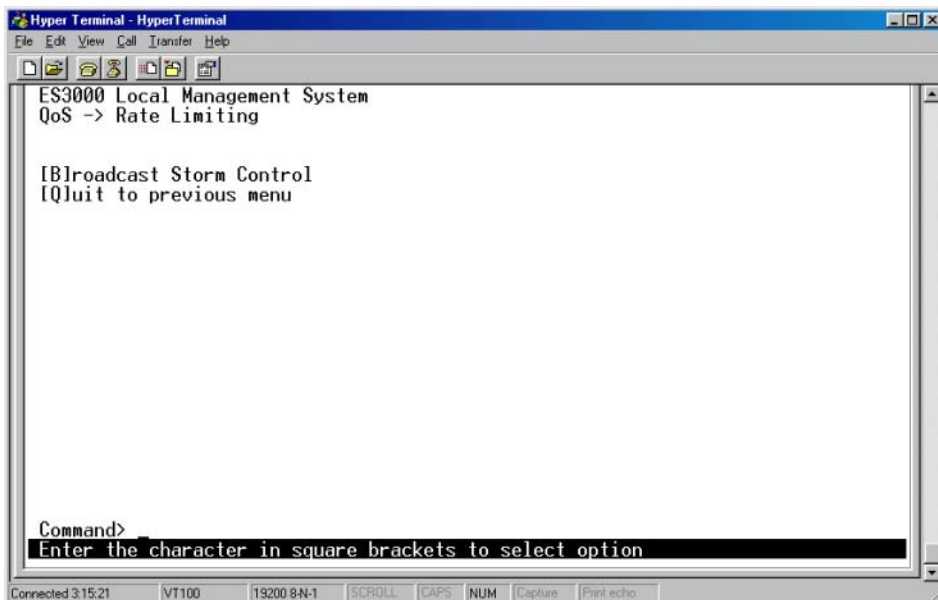 Hyper Terminal - HyperTerminal
File Edit View Call Transfer Help
ES3000 Local Management System
QoS -> Rate Limiting
[B]roadcast Storm Control
[Q]uit to previous menu
Command> _
Enter the character in square brackets to select option
Connected 3:15:21 VT100 19200 8-N-1 SCROLL CAPS NUM Capture Print echo